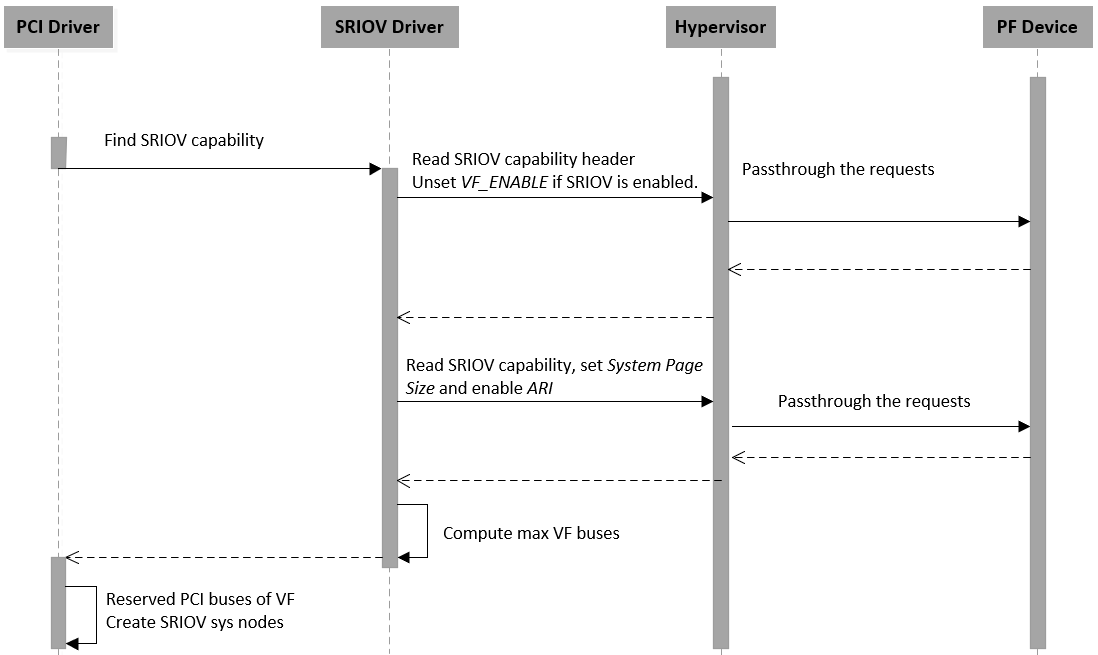 PCI Driver
SRIOV Driver
Hypervisor
PF Device
Find SRIOV capability
Read SRIOV capability header
Unset VF_ENABLE if SRIOV is enabled.
Passthrough the requests
Read SRIOV capability, set System Page
Size and enable ARI
Passthrough the requests
Compute max VF buses
Reserved PCI buses of VF
Create SRIOV sys nodes